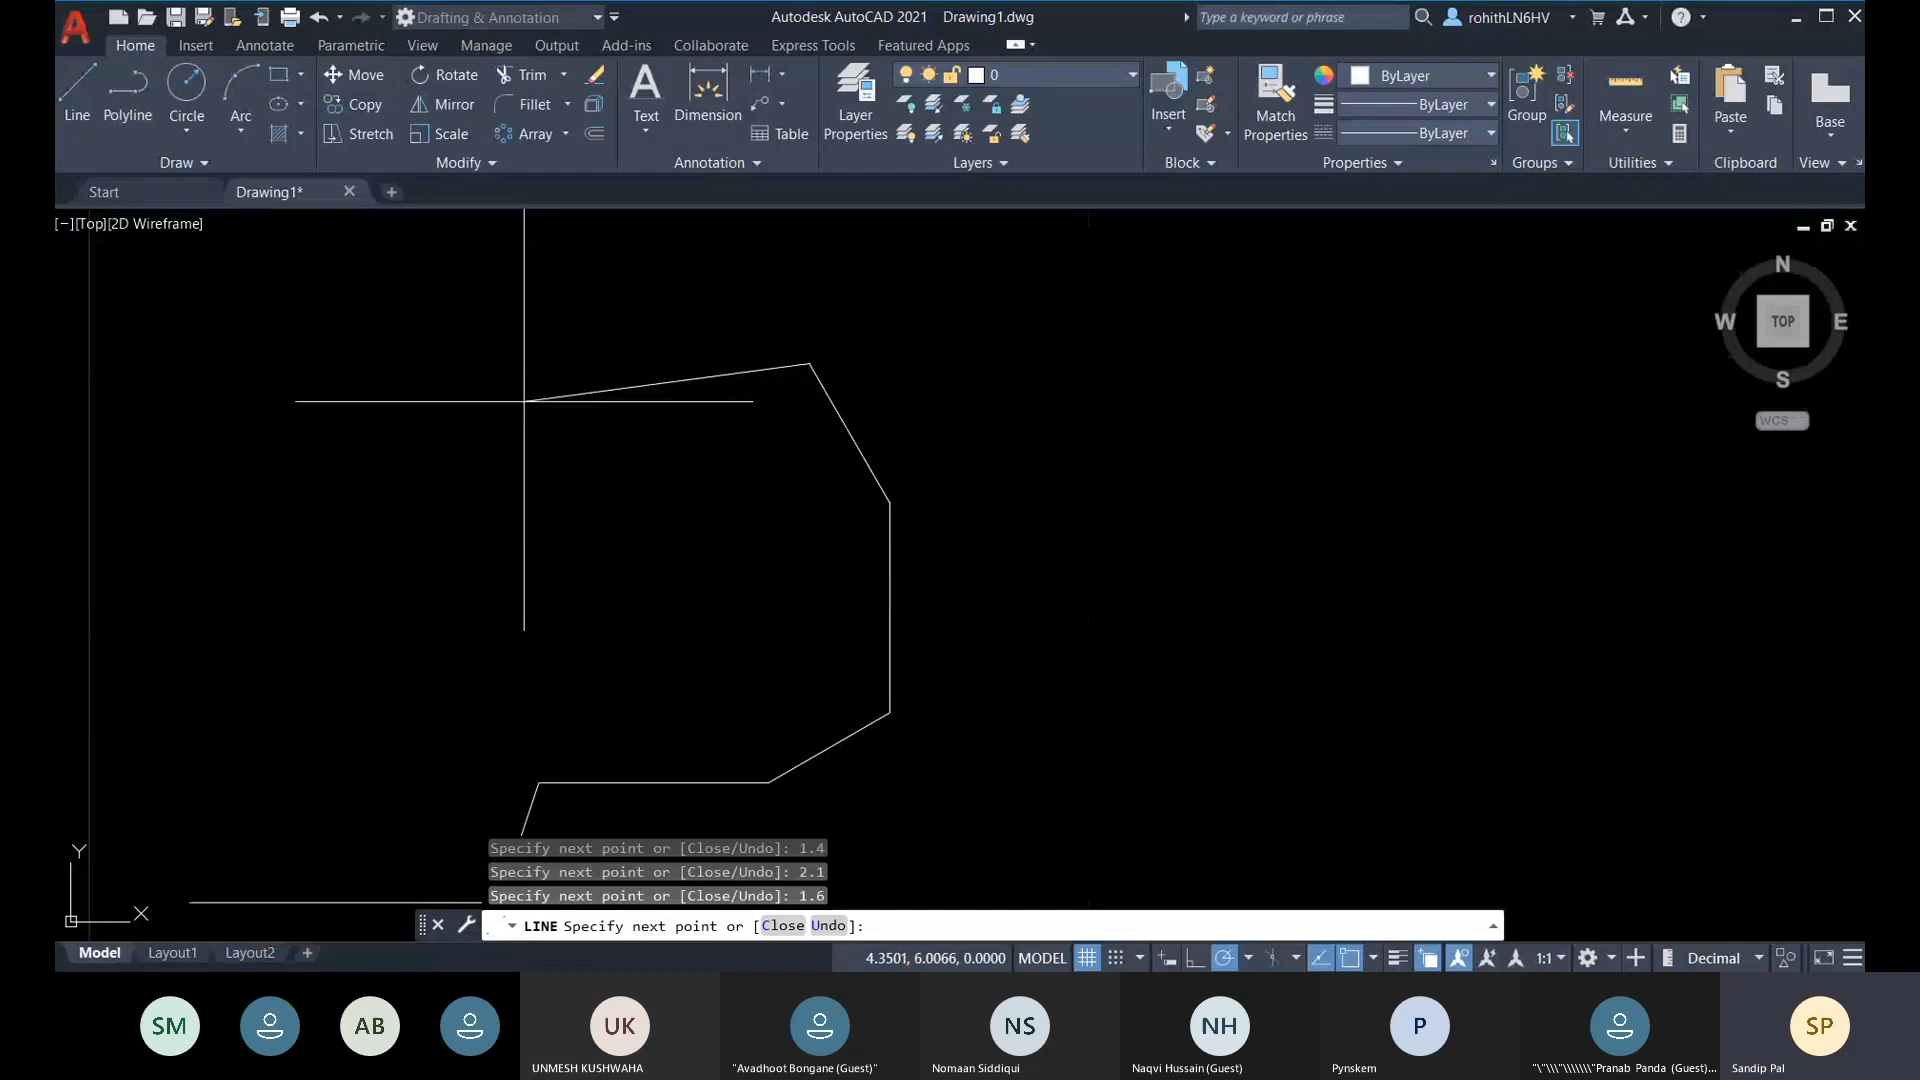 Drafting & Annotation
Autodesk AutoCAD 2021 Drawing1.dwg
Type a keyword or phrase
rohithLN6HV
Home Insert Annotate Parametric View Manage Output Add-ins Collaborate Express Tools Featured Apps
Move Rotate Trim 0 ByLayer
Copy Mirror Fillet ByLayer
Line Polyline Circle Arc Text Dimension Layer Properties Insert Match Properties Group Measure Paste Base
Stretch Scale Array Table ByLayer
Draw Modify Annotation Layers Block Properties Groups Utilities Clipboard View
Start Drawing1*
[−][Top][2D Wireframe]
N
W TOP E
S
WCS
Y
X
Specify next point or [Close/Undo]: 1.4
Specify next point or [Close/Undo]: 2.1
Specify next point or [Close/Undo]: 1.6
LINE Specify next point or [Close Undo]:
Model Layout1 Layout2 4.3501, 6.0066, 0.0000 MODEL 1:1 Decimal
SM AB UK NS NH P SP
UNMESH KUSHWAHA "Avadhoot Bongane (Guest)" Nomaan Siddiqui Naqvi Hussain (Guest) Pynskem "\"\\\"\\\\\\\"Pranab Panda (Guest)... Sandip Pal